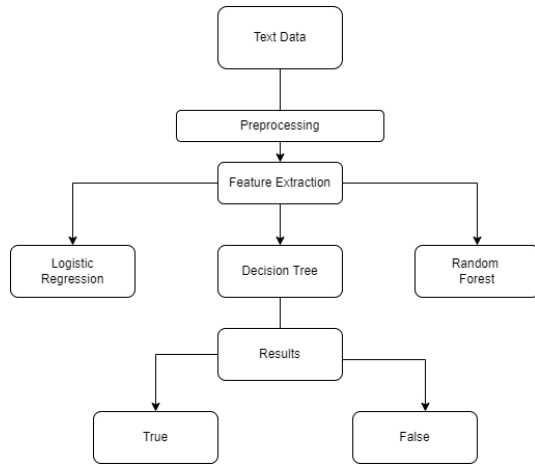 Text Data
Preprocessing
Feature Extraction
Logistic
Regression
Decision Tree
Random
Forest
Results
True
False